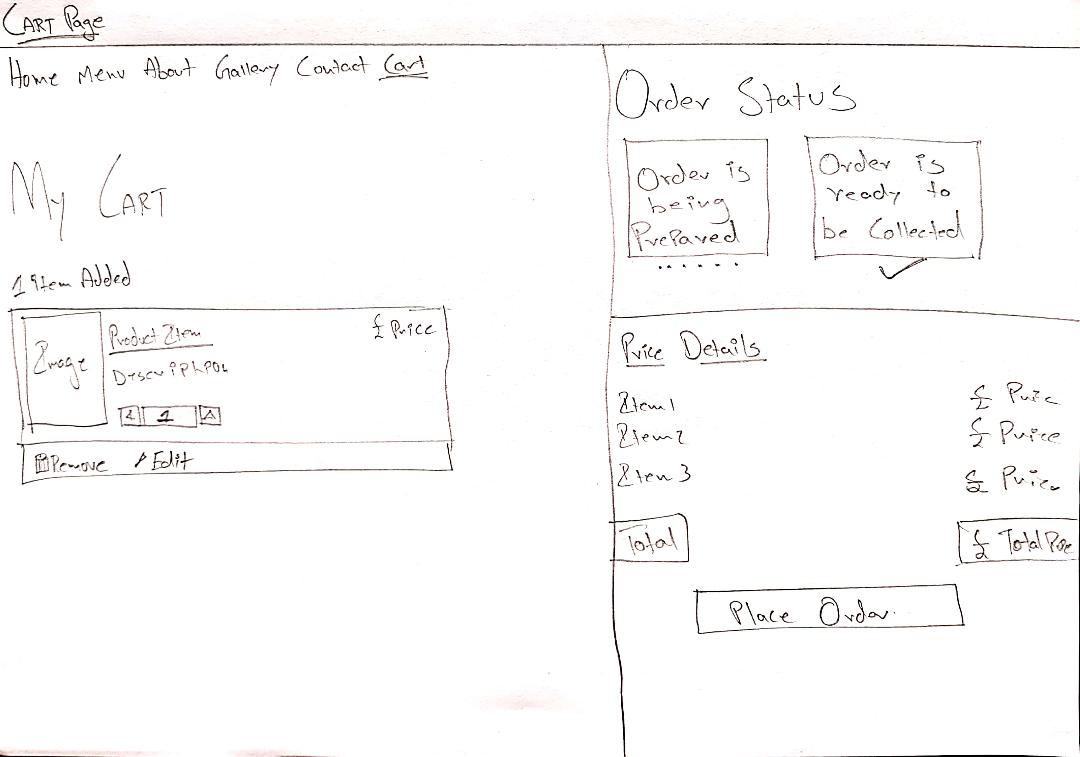 CART Page
Home Menu About Gallery Contact Cart
My CART
1 Item Added
Image
Product Item
£ Price
Description
1
Remove Edit
Order Status
Order is
being
Prepared
Order is
ready to
be Collected
Price Details
Item 1 £ Price
Item 2 £ Price
Item 3 £ Price
Total £ Total Price
Place Order